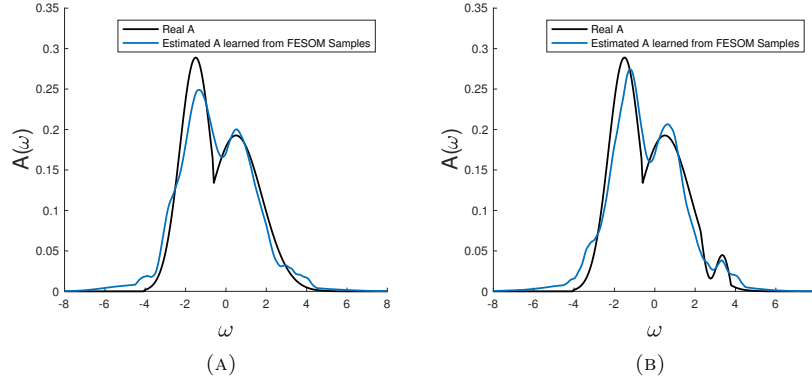 0.35
0.3
0.25
0.2
0.15
0.1
0.05
0
A(ω)
Real A
Estimated A learned from FESOM Samples
-8 -6 -4 -2 0 2 4 6 8
ω
(A)
0.35
0.3
0.25
0.2
0.15
0.1
0.05
0
A(ω)
Real A
Estimated A learned from FESOM Samples
-8 -6 -4 -2 0 2 4 6
ω
(B)